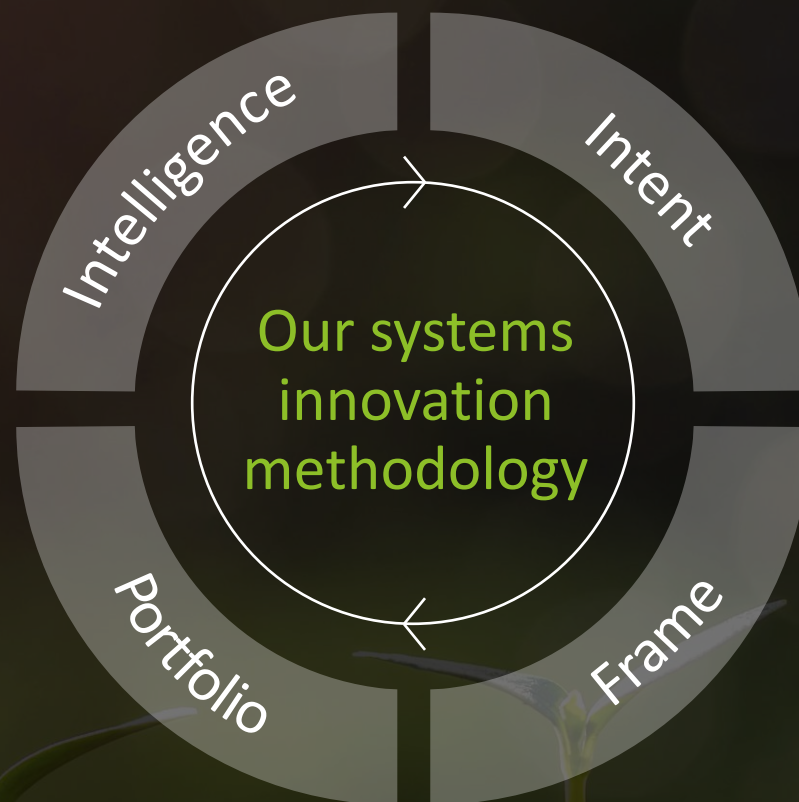 Intelligence
Intent
Our systems
innovation
methodology
Portfolio
Frame